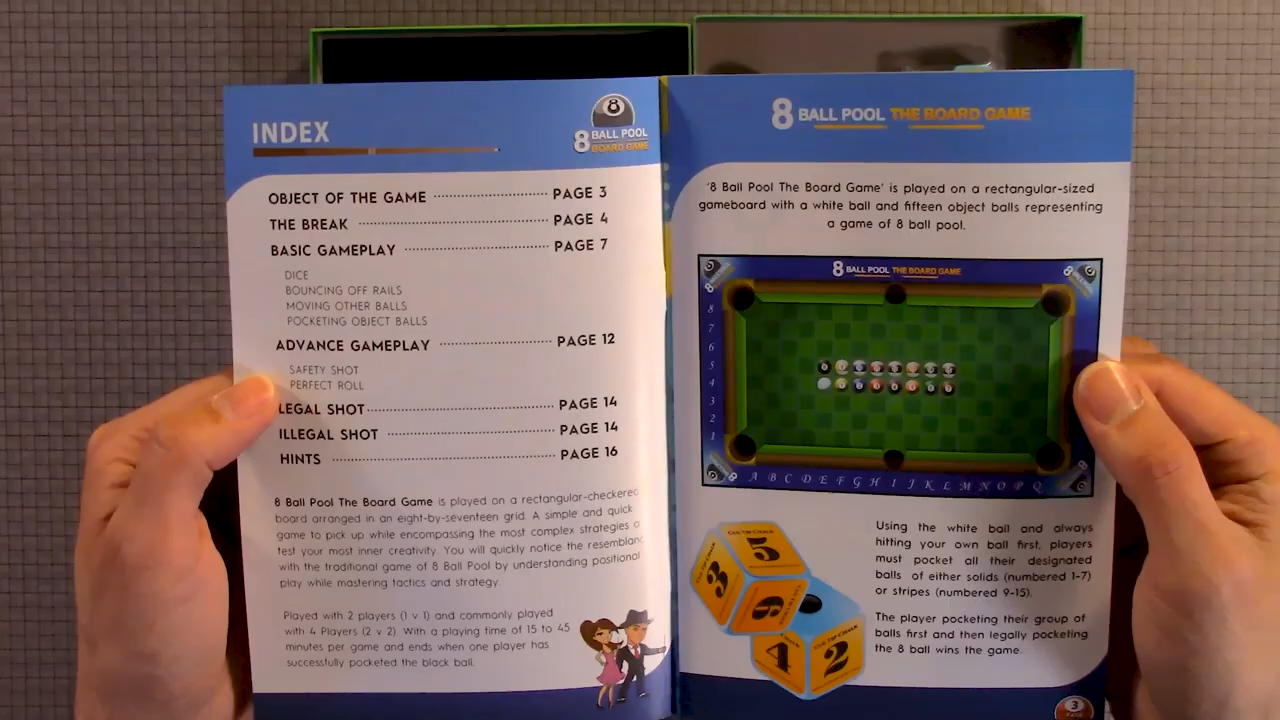 INDEX
8 BALL POOL
BOARD GAME
OBJECT OF THE GAME PAGE 3
THE BREAK PAGE 4
BASIC GAMEPLAY PAGE 7
DICE
BOUNCING OFF RAILS
MOVING OTHER BALLS
POCKETING OBJECT BALLS
ADVANCE GAMEPLAY PAGE 12
SAFETY SHOT
PERFECT ROLL
LEGAL SHOT PAGE 14
ILLEGAL SHOT PAGE 14
HINTS PAGE 16
8 Ball Pool The Board Game is played on a rectangular-checkered
board arranged in an eight-by-seventeen grid. A simple and quick
game to pick up while encompassing the most complex strategies
test your most inner creativity. You will quickly notice the
with the traditional game of 8 Ball Pool by understanding positional
play while mastering tactics and strategy.
Played with 2 players (1 v 1) and commonly played
with 4 Players (2 v 2). With a playing time of 15 to 45
minutes per game and ends when one player has
successfully pocketed the black ball.
8 BALL POOL THE BOARD GAME
'8 Ball Pool The Board Game' is played on a rectangular-sized
gameboard with a white ball and fifteen object balls representing
a game of 8 ball pool.
8 BALL POOL THE BOARD GAME
8
7
6
5
4
3
2
1
A B C D E F G H I J K L M N O P Q
CUE TIP CHALK
5
3
4
CUE TIP CHALK
2
Using the white ball and always
hitting your own ball first, players
must pocket all their designated
balls of either solids (numbered 1-7)
or stripes (numbered 9-15).
The player pocketing their group of
balls first and then legally pocketing
the 8 ball wins the game.
3
PAGE